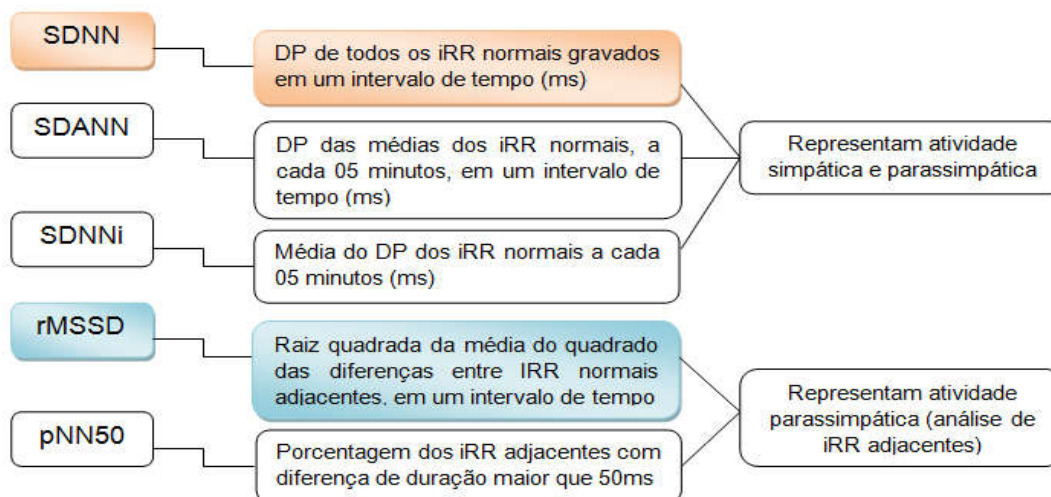 SDNN
DP de todos os iRR normais gravados
em um intervalo de tempo (ms)
SDANN
DP das médias dos iRR normais, a
cada 05 minutos, em um intervalo de
tempo (ms)
Representam atividade
simpática e parassimpática
SDNNi
Média do DP dos iRR normais a cada
05 minutos (ms)
rMSSD
Raiz quadrada da média do quadrado
das diferenças entre IRR normais
adjacentes, em um intervalo de tempo
Representam atividade
parassimpática (análise de
iRR adjacentes)
pNN50
Porcentagem dos iRR adjacentes com
diferença de duração maior que 50ms